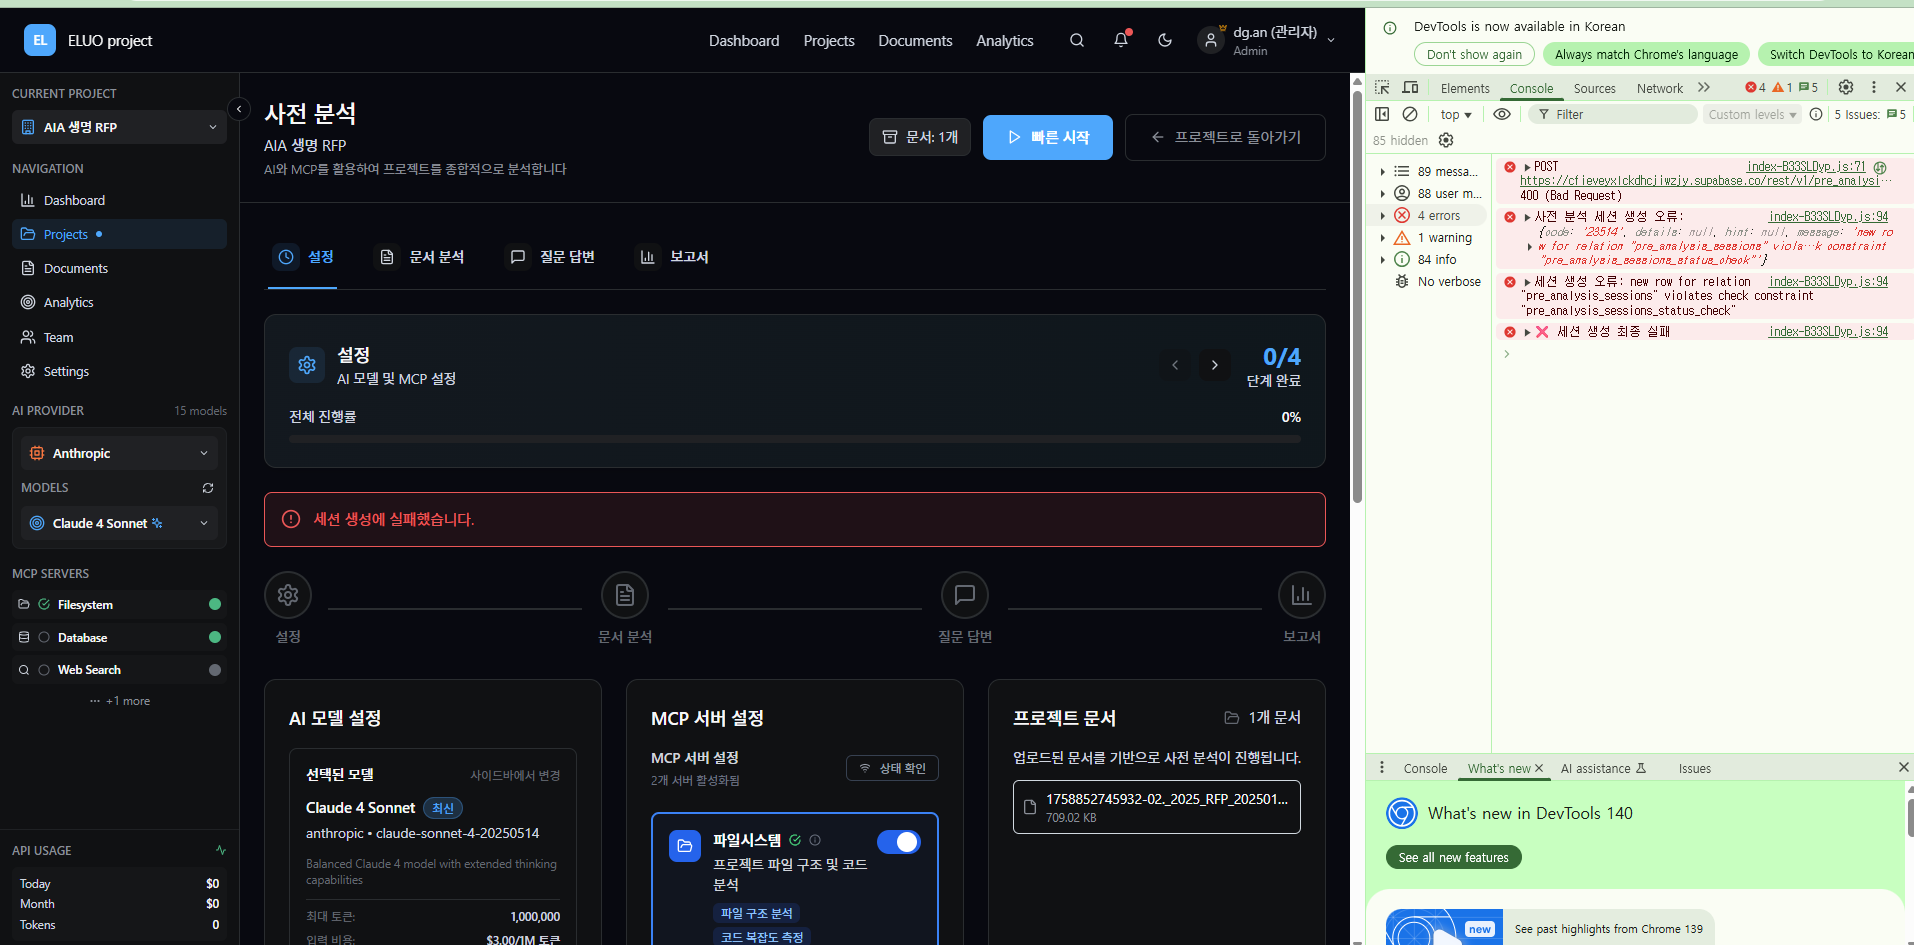 EL
ELUO project
Dashboard
Projects
Documents
Analytics
dg.an (관리자)
Admin
CURRENT PROJECT
AIA 생명 RFP
NAVIGATION
Dashboard
Projects
Documents
Analytics
Team
Settings
AI PROVIDER
15 models
Anthropic
MODELS
Claude 4 Sonnet
MCP SERVERS
Filesystem
Database
Web Search
+1 more
API USAGE
Today
$0
Month
$0
Tokens
0
사전 분석
AIA 생명 RFP
AI와 MCP를 활용하여 프로젝트를 종합적으로 분석합니다
문서: 1개
빠른 시작
프로젝트로 돌아가기
설정
문서 분석
질문 답변
보고서
설정
AI 모델 및 MCP 설정
0/4
단계 완료
전체 진행률
0%
세션 생성에 실패했습니다.
설정
문서 분석
질문 답변
보고서
AI 모델 설정
선택된 모델
사이드바에서 변경
Claude 4 Sonnet
최신
anthropic • claude-sonnet-4-20250514
Balanced Claude 4 model with extended thinking
capabilities
최대 토큰:
1,000,000
입력 비용:
$3.00/1M 토큰
MCP 서버 설정
MCP 서버 설정
2개 서버 활성화됨
상태 확인
파일시스템
프로젝트 파일 구조 및 코드
분석
파일 구조 분석
코드 복잡도 측정
프로젝트 문서
1개 문서
업로드된 문서를 기반으로 사전 분석이 진행됩니다.
1758852745932-02._2025_RFP_202501...
709.02 KB
DevTools is now available in Korean
Don't show again
Always match Chrome's language
Switch DevTools to Korean
Elements
Console
Sources
Network
4
1
5
top
Filter
Custom levels
5 Issues:
5
85 hidden
89 messa...
88 user m...
4 errors
1 warning
84 info
No verbose
POST
index-B33SLDyp.js:71
https://cfieveyxlckdhcjiwzjy.supabase.co/rest/v1/pre_analysi…
400 (Bad Request)
사전 분석 세션 생성 오류:
index-B33SLDyp.js:94
{code: '23514', details: null, hint: null, message: 'new ro
w for relation "pre_analysis_sessions" viola…k constraint
"pre_analysis_sessions_status_check"'}
세션 생성 오류: new row for relation
index-B33SLDyp.js:94
"pre_analysis_sessions" violates check constraint
"pre_analysis_sessions_status_check"
❌ 세션 생성 최종 실패
index-B33SLDyp.js:94
Console
What's new
AI assistance
Issues
What's new in DevTools 140
See all new features
new
See past highlights from Chrome 139